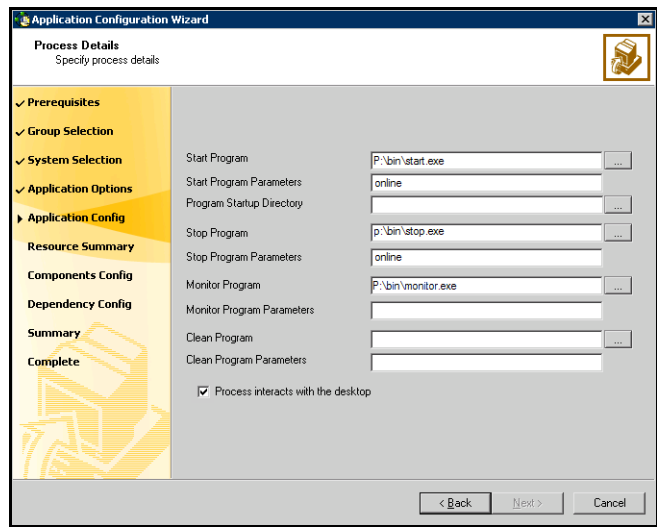 Application Configuration Wizard
Process Details
Specify process details
Prerequisites
Group Selection
System Selection
Application Options
Application Config
Resource Summary
Components Config
Dependency Config
Summary
Complete
Start Program P:\bin\start.exe ...
Start Program Parameters online
Program Startup Directory ...
Stop Program p:\bin\stop.exe ...
Stop Program Parameters online
Monitor Program P:\bin\monitor.exe ...
Monitor Program Parameters
Clean Program ...
Clean Program Parameters
Process interacts with the desktop
< Back Next > Cancel